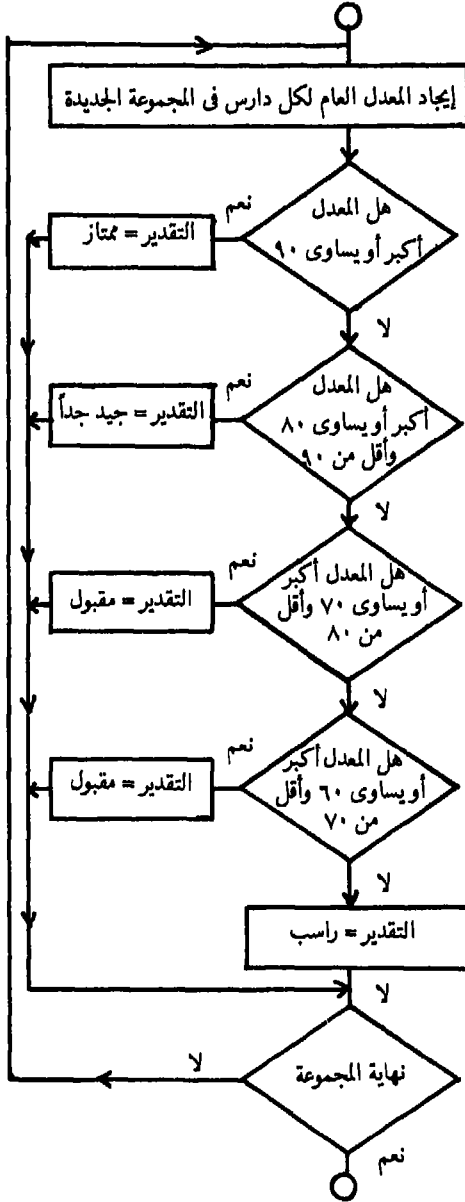 إيجاد المعدل العام لكل دارس فى المجموعة الجديدة
هل المعدل
أكبر أو يساوى ٩٠
نعم
التقدير = ممتاز
لا
هل المعدل
أكبر أو يساوى ٨٠
وأقل من ٩٠
نعم
التقدير = جيد جداً
لا
هل المعدل أكبر
أو يساوى ٧٠ وأقل
من ٨٠
نعم
التقدير = مقبول
لا
هل المعدل أكبر
أو يساوى ٦٠ وأقل
من ٧٠
نعم
التقدير = مقبول
لا
التقدير = راسب
لا
نهاية المجموعة
لا
نعم